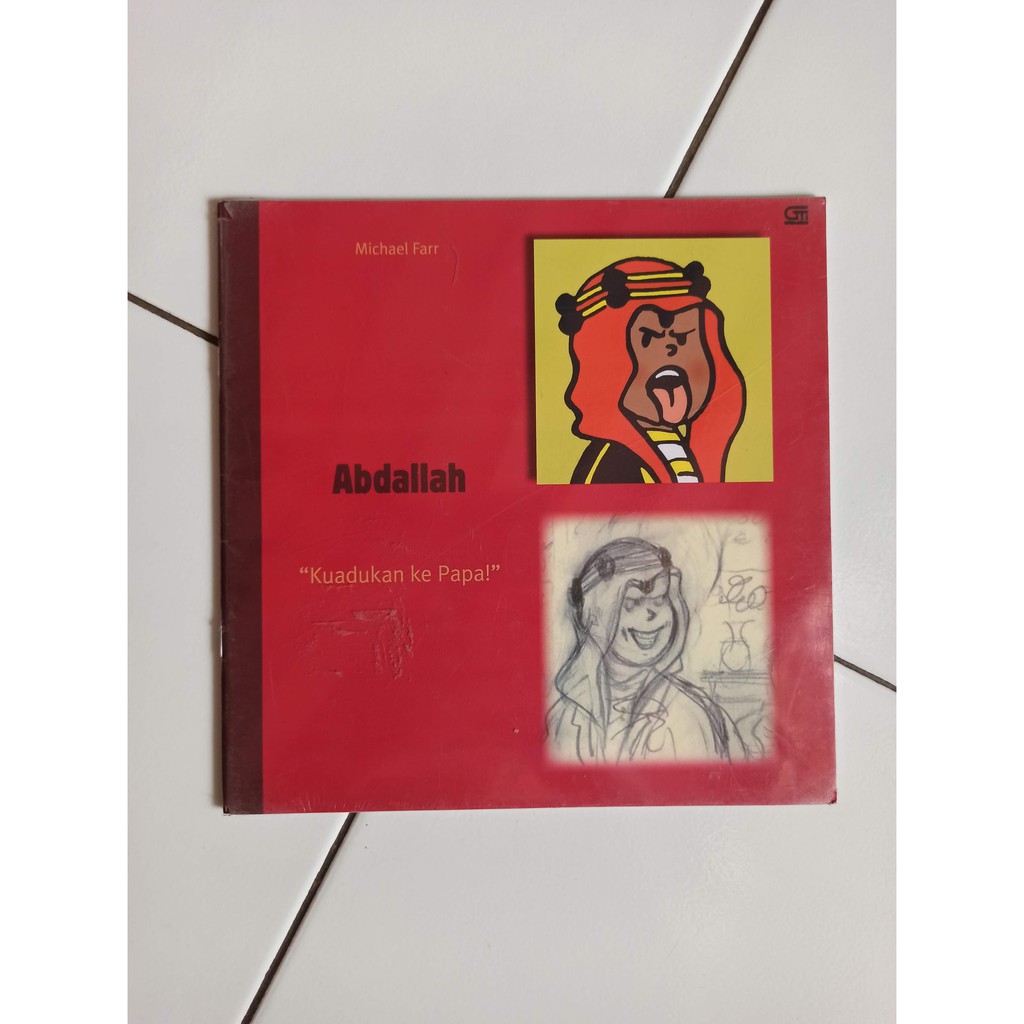 Michael Farr
Abdallah
“Kuadukan ke Papa!”